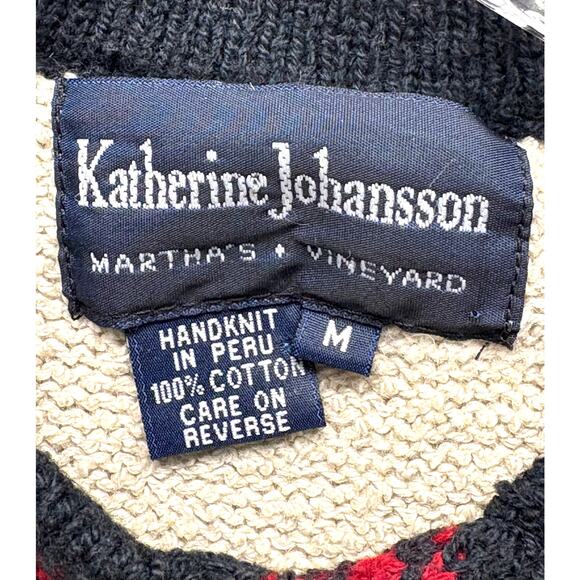 Katherine Johansson
MARTHA'S • VINEYARD
HANDKNIT
IN PERU
100% COTTON
CARE ON
REVERSE
M